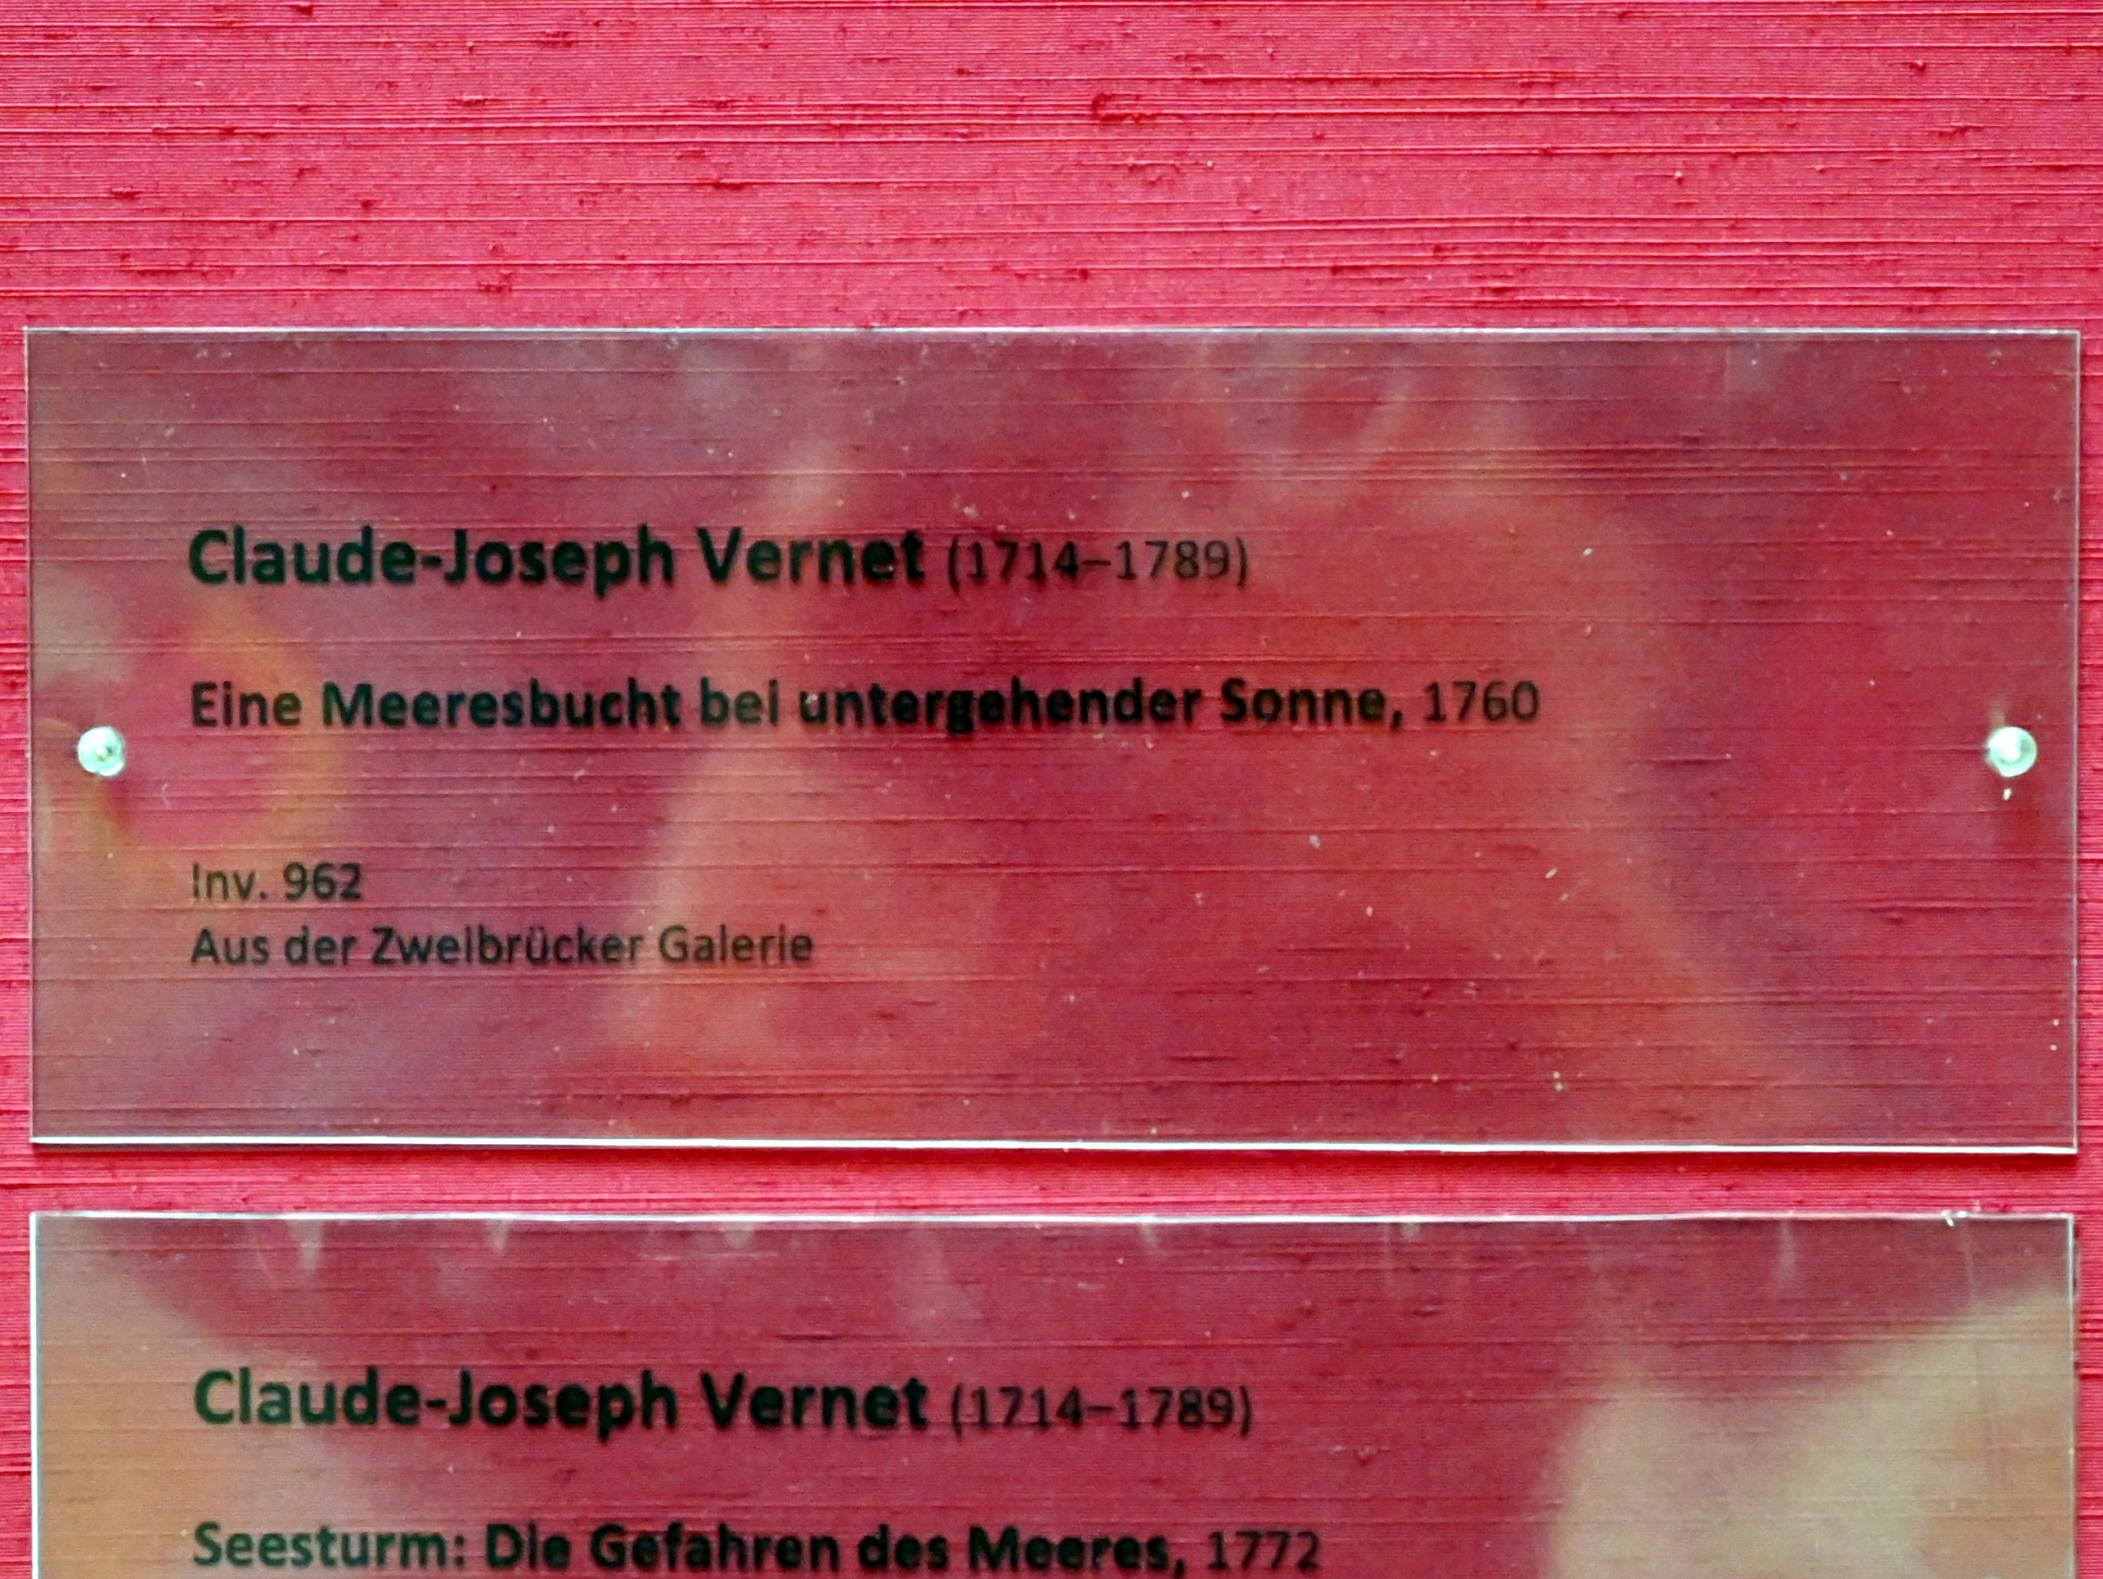 Claude-Joseph Vernet (1714–1789)
Eine Meeresbucht bei untergehender Sonne, 1760
Inv. 962
Aus der Zweibrücker Galerie
Claude-Joseph Vernet (1714–1789)
Seesturm: Die Gefahren des Meeres, 1772